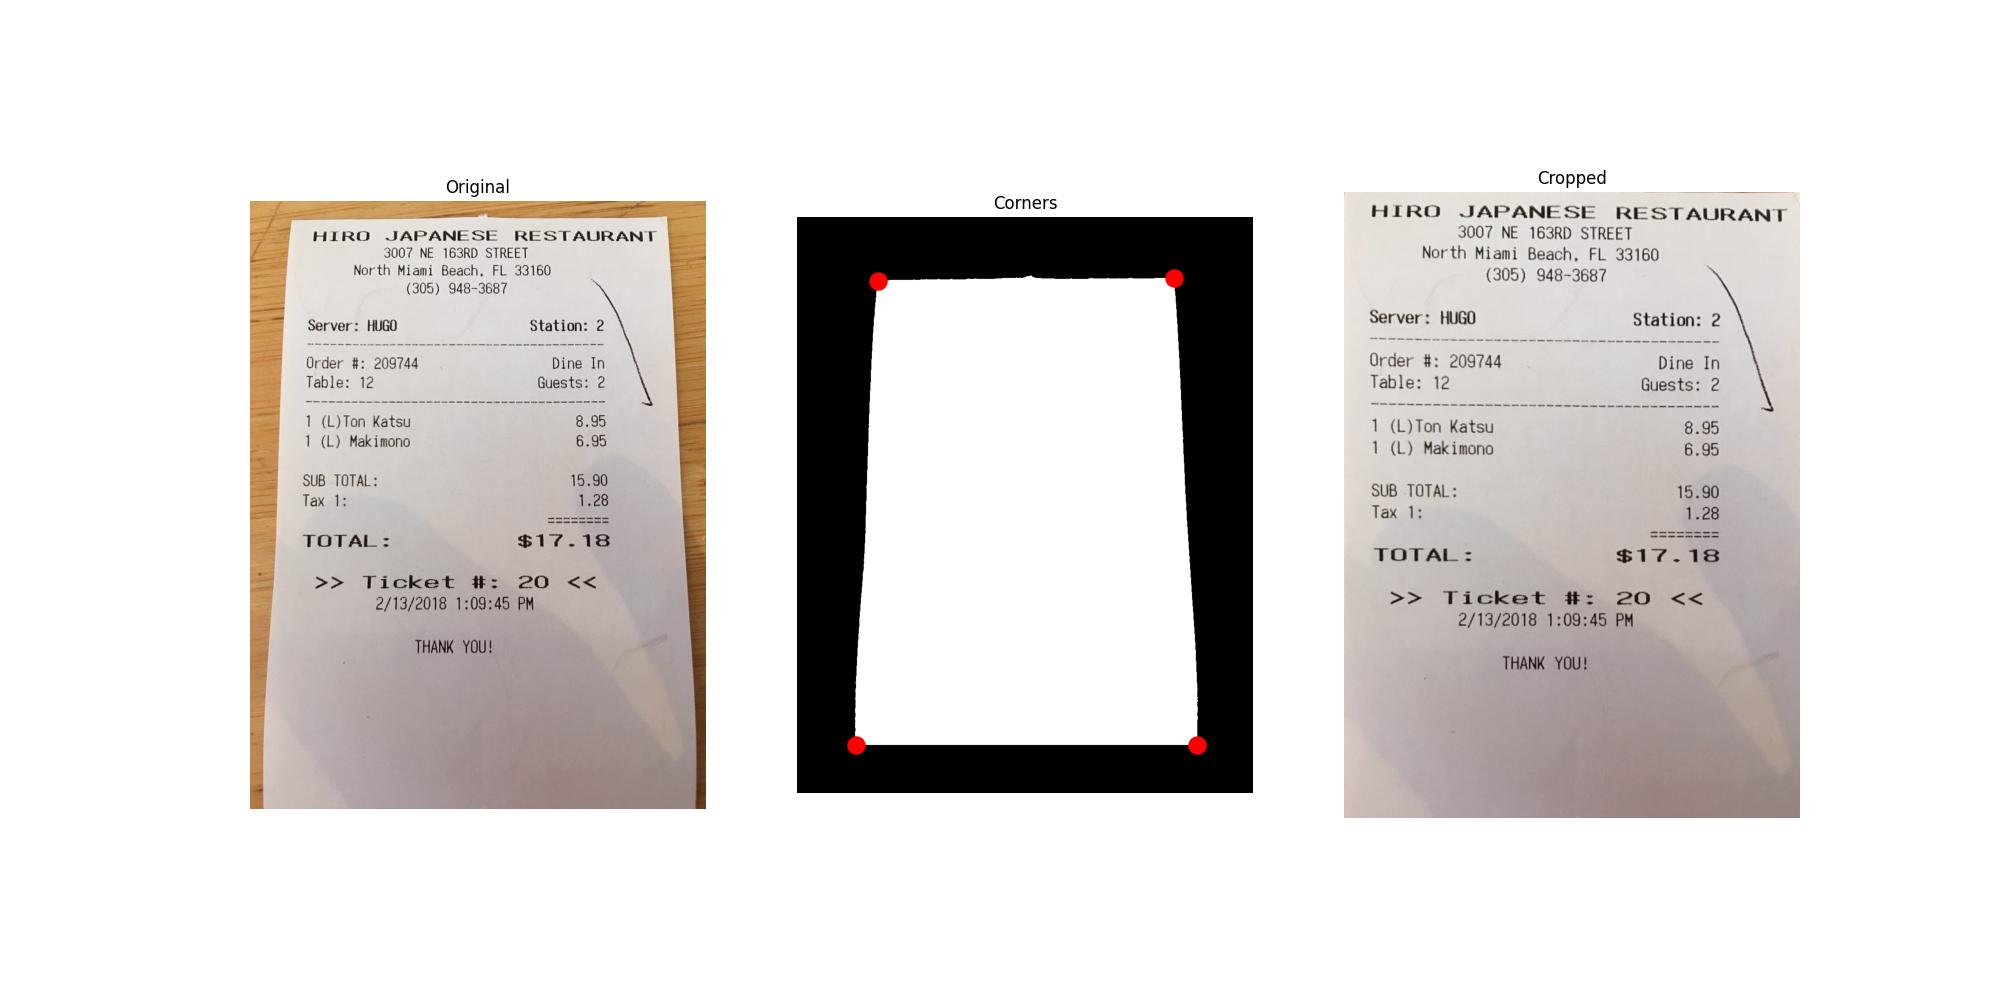 Original
HIRO JAPANESE RESTAURANT
3007 NE 163RD STREET
North Miami Beach, FL 33160
(305) 948-3687
Server: HUGO Station: 2
------------------------------------------
Order #: 209744 Dine In
Table: 12 Guests: 2
------------------------------------------
1 (L)Ton Katsu 8.95
1 (L) Makimono 6.95
SUB TOTAL: 15.90
Tax 1: 1.28
========
TOTAL: $17.18
>> Ticket #: 20 <<
2/13/2018 1:09:45 PM
THANK YOU!
Corners
Cropped
HIRO JAPANESE RESTAURANT
3007 NE 163RD STREET
North Miami Beach, FL 33160
(305) 948-3687
Server: HUGO Station: 2
------------------------------------------
Order #: 209744 Dine In
Table: 12 Guests: 2
------------------------------------------
1 (L)Ton Katsu 8.95
1 (L) Makimono 6.95
SUB TOTAL: 15.90
Tax 1: 1.28
========
TOTAL: $17.18
>> Ticket #: 20 <<
2/13/2018 1:09:45 PM
THANK YOU!